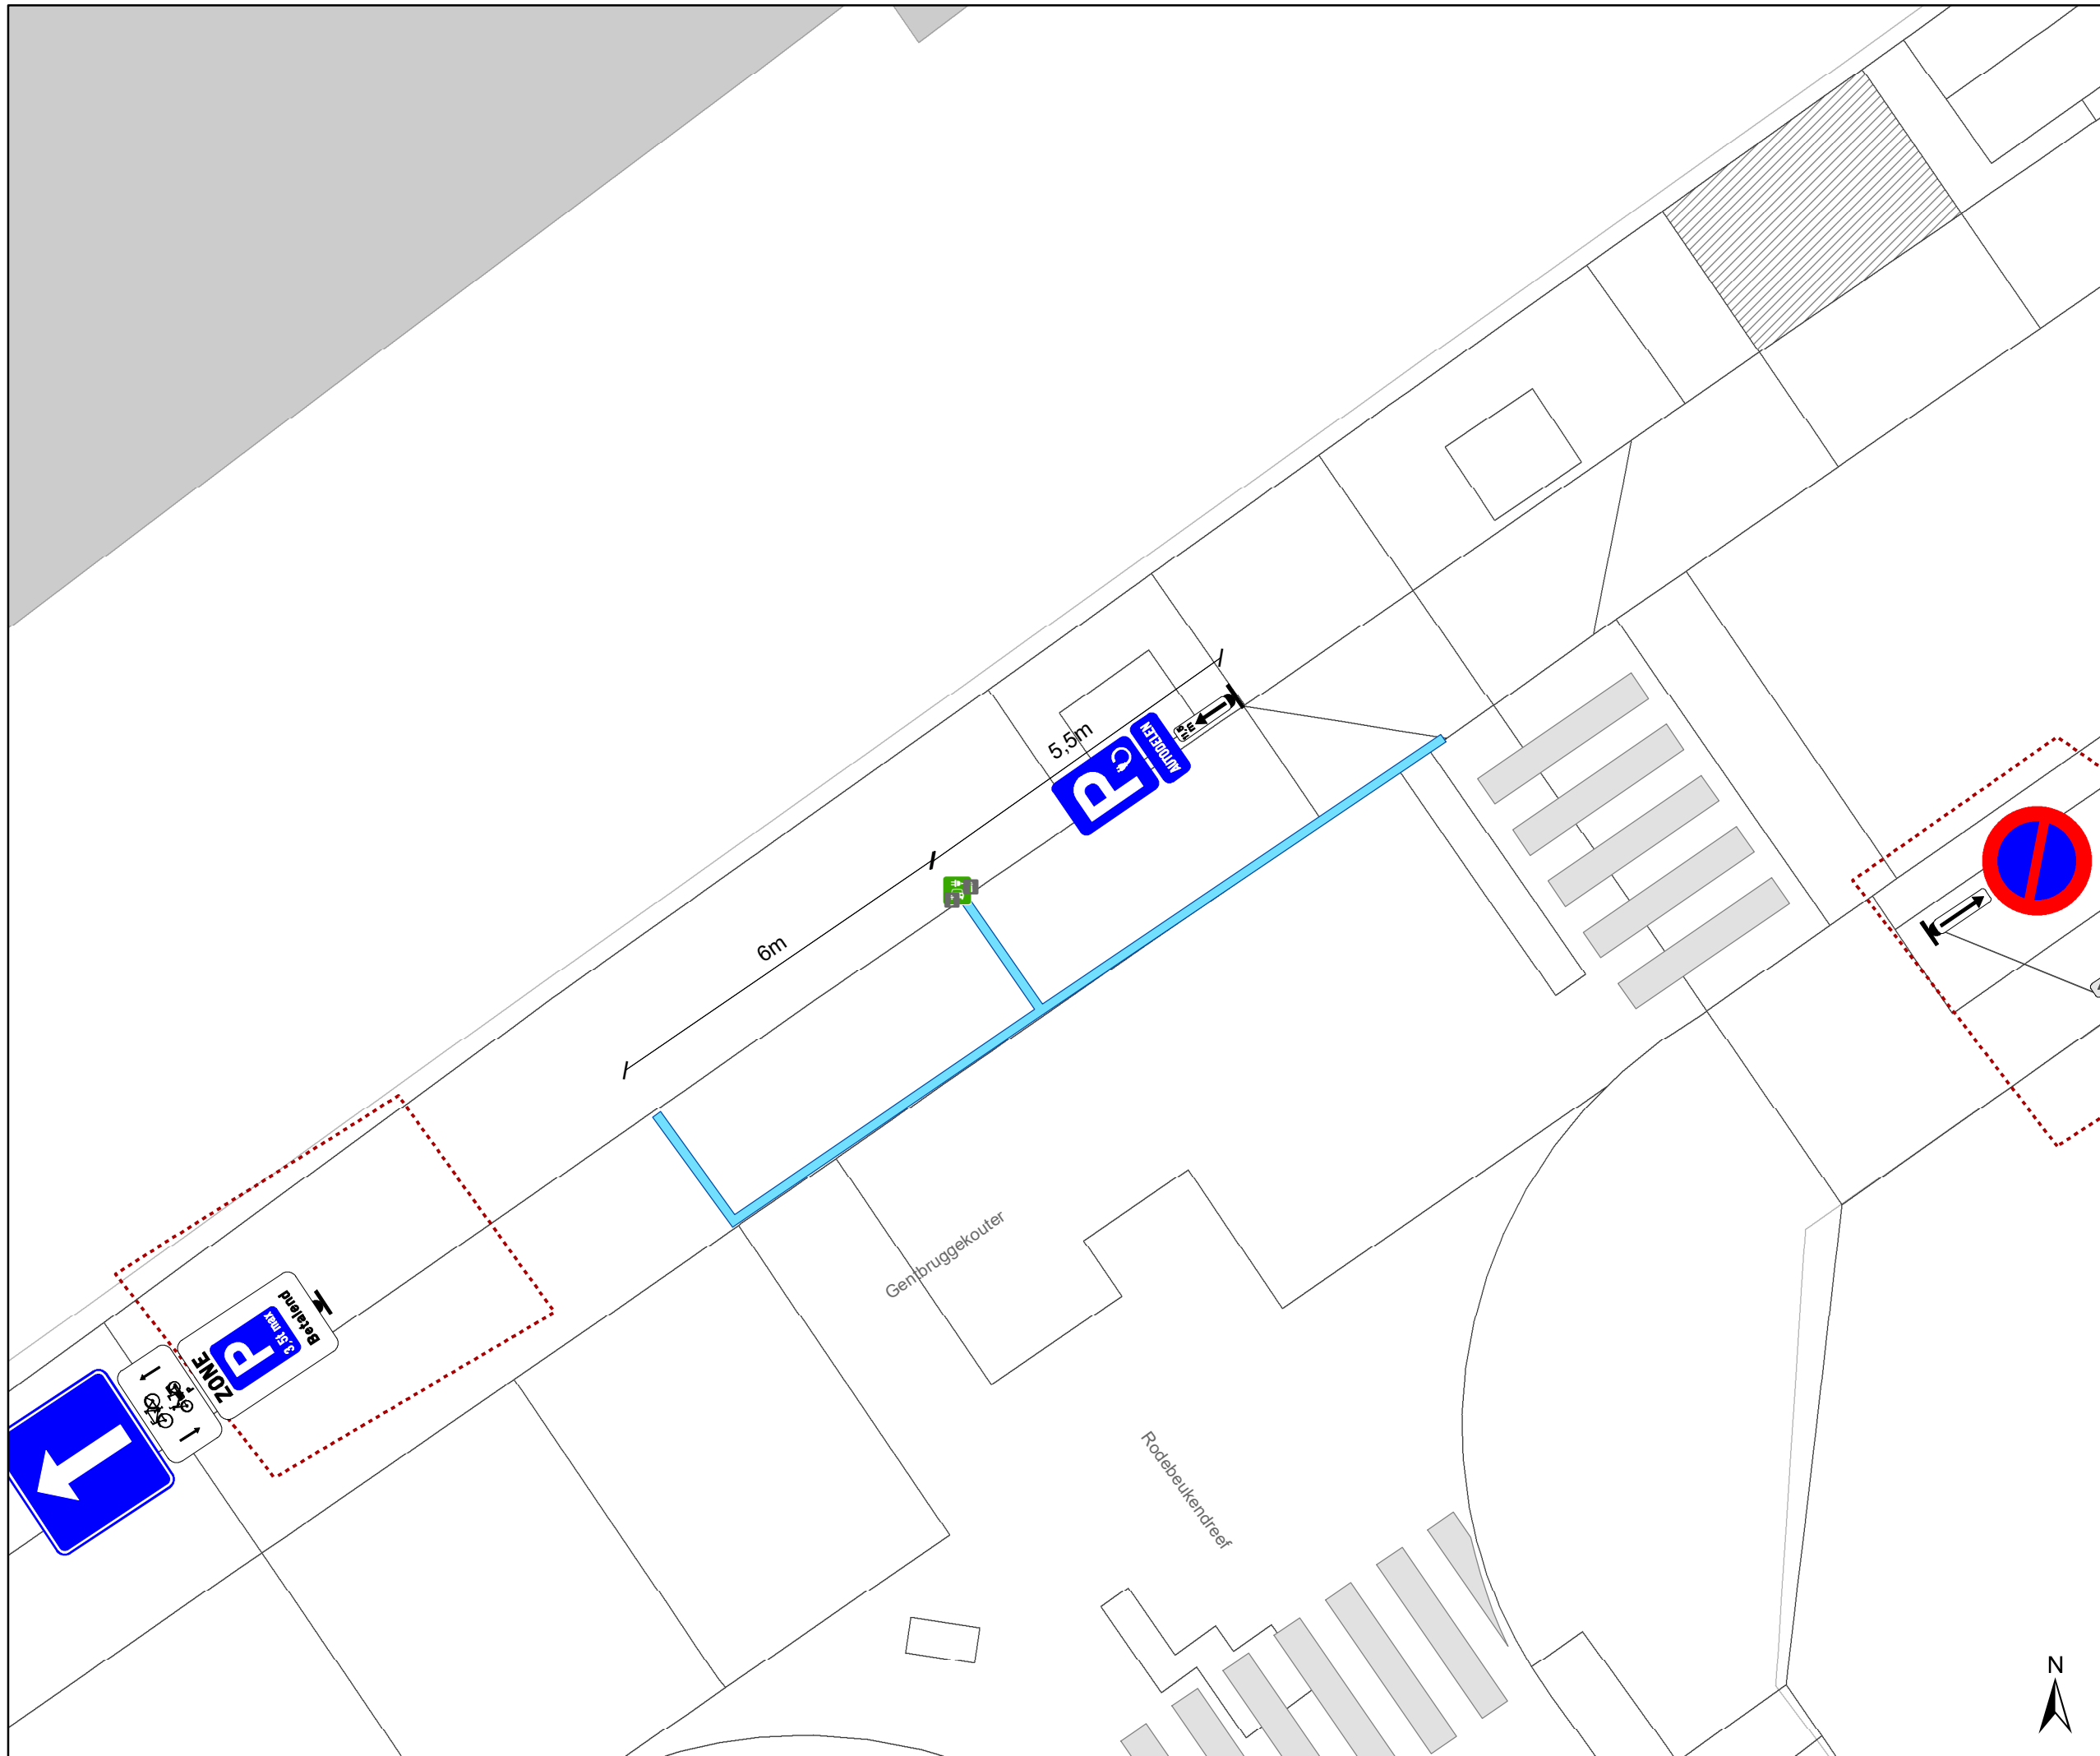 5,5m
AUTODELEN
P
6m
Betalend
3,5t max
P
ZONE
Gentbruggekouter
Rodebeukendreef
N